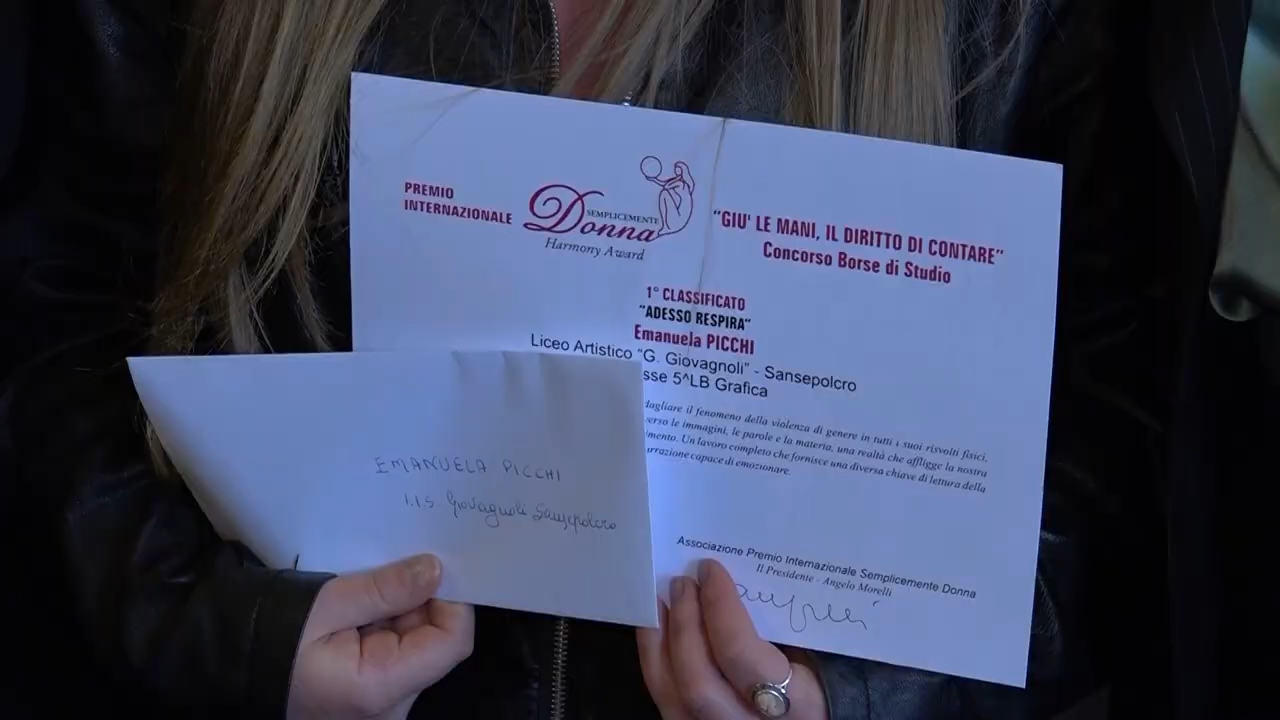 PREMIO
INTERNAZIONALE
SEMPLICEMENTE
Donna
Harmony Award
"GIU' LE MANI, IL DIRITTO DI CONTARE"
Concorso Borse di Studio
1° CLASSIFICATO
"ADESSO RESPIRA"
Emanuela PICCHI
Liceo Artistico "G. Giovagnoli" - Sansepolcro
5^LB Grafica
il fenomeno della violenza di genere in tutti i suoi risvolti fisici,
le immagini, le parole e la materia, una realtà che affligge la nostra
Un lavoro completo che fornisce una diversa chiave di lettura della
capace di emozionare.
EMANUELA PICCHI
I.I.S. Giovagnoli Sansepolcro
Associazione Premio Internazionale Semplicemente Donna
Il Presidente - Angelo Morelli